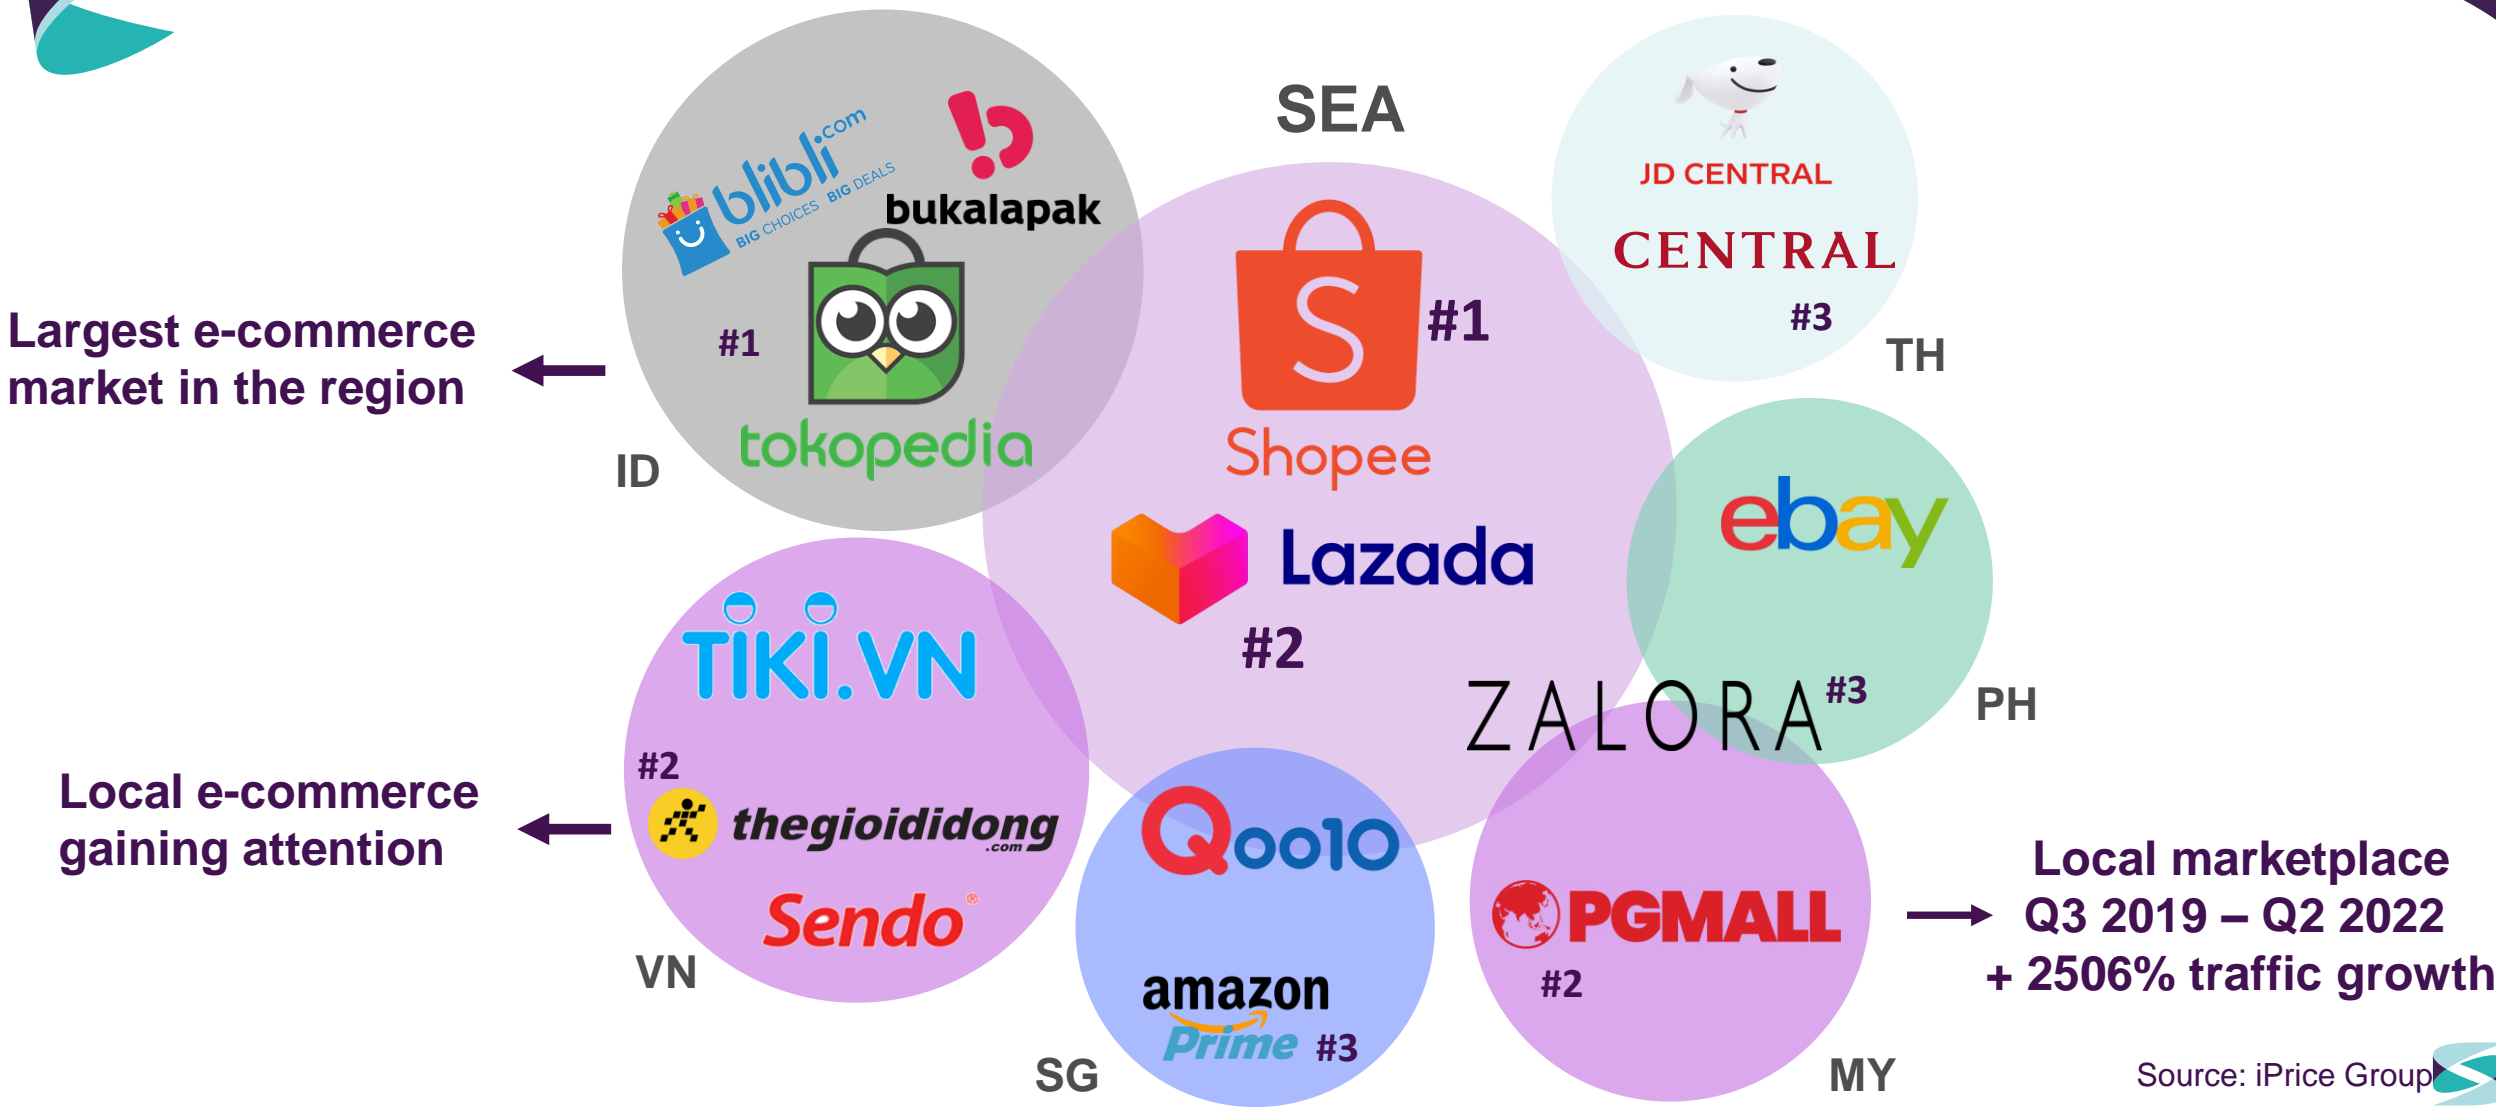 SEA
blibli.com
BIG CHOICES BIG DEALS
bukalapak
#1
tokopedia
ID
Largest e-commerce
market in the region
S
#1
Shopee
Lazada
#2
JD CENTRAL
CENTRAL
#3
TH
ebay
ZALORA
#3
PH
TIKI.VN
#2
thegioididong
.com
Sendo®
VN
Local e-commerce
gaining attention
Qoo10
amazon
Prime
#3
SG
PGMALL
#2
MY
Local marketplace
Q3 2019 – Q2 2022
+ 2506% traffic growth
Source: iPrice Group